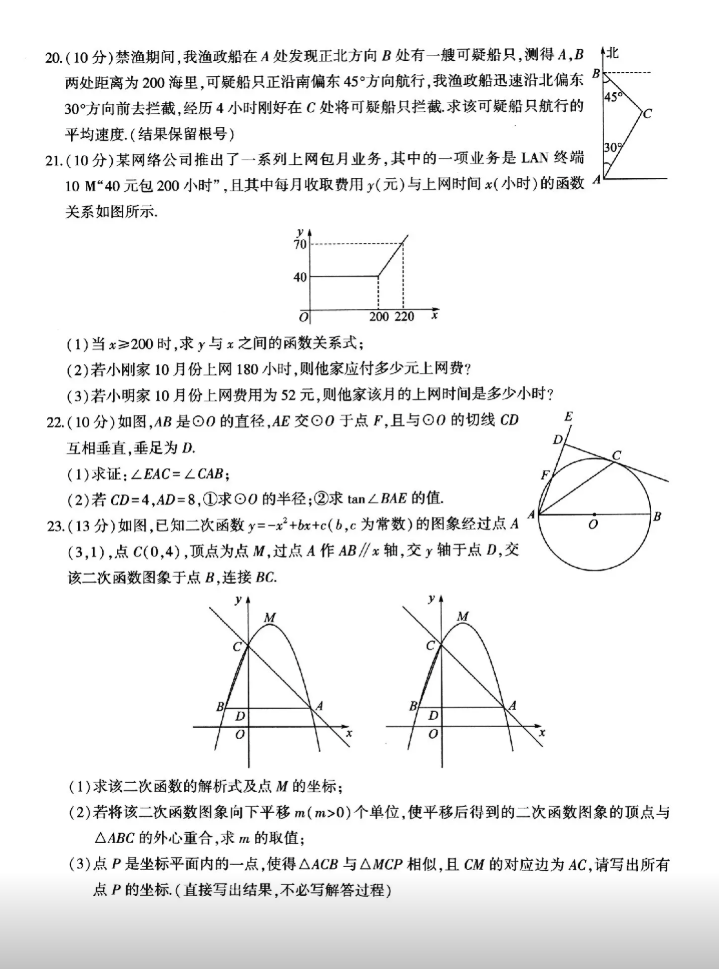 20.(10分)禁渔期间,我渔政船在A处发现正北方向B处有一艘可疑船只,测得A,B
两处距离为200海里,可疑船只正沿南偏东45°方向航行,我渔政船迅速沿北偏东
30°方向前去拦截,经历4小时刚好在C处将可疑船只拦截.求该可疑船只航行的
平均速度.(结果保留根号)
北
B
45°
C
30°
A
21.(10分)某网络公司推出了一系列上网包月业务,其中的一项业务是LAN终端
10 M“40元包200小时”,且其中每月收取费用y(元)与上网时间x(小时)的函数
关系如图所示.
y
70
40
O
200 220 x
(1)当x≥200时,求y与x之间的函数关系式;
(2)若小刚家10月份上网180小时,则他家应付多少元上网费?
(3)若小明家10月份上网费用为52元,则他家该月的上网时间是多少小时?
22.(10分)如图,AB是⊙O的直径,AE交⊙O于点F,且与⊙O的切线CD
互相垂直,垂足为D.
(1)求证:∠EAC=∠CAB;
(2)若CD=4,AD=8,①求⊙O的半径;②求tan∠BAE的值.
E
D
C
F
A
O
B
23.(13分)如图,已知二次函数y=-x²+bx+c(b,c为常数)的图象经过点A
(3,1),点C(0,4),顶点为点M,过点A作AB∥x轴,交y轴于点D,交
该二次函数图象于点B,连接BC.
y
M
C
B
D
A
O
x
y
M
C
B
D
A
O
x
(1)求该二次函数的解析式及点M的坐标;
(2)若将该二次函数图象向下平移m(m>0)个单位,使平移后得到的二次函数图象的顶点与
△ABC的外心重合,求m的取值;
(3)点P是坐标平面内的一点,使得△ACB与△MCP相似,且CM的对应边为AC,请写出所有
点P的坐标.(直接写出结果,不必写解答过程)